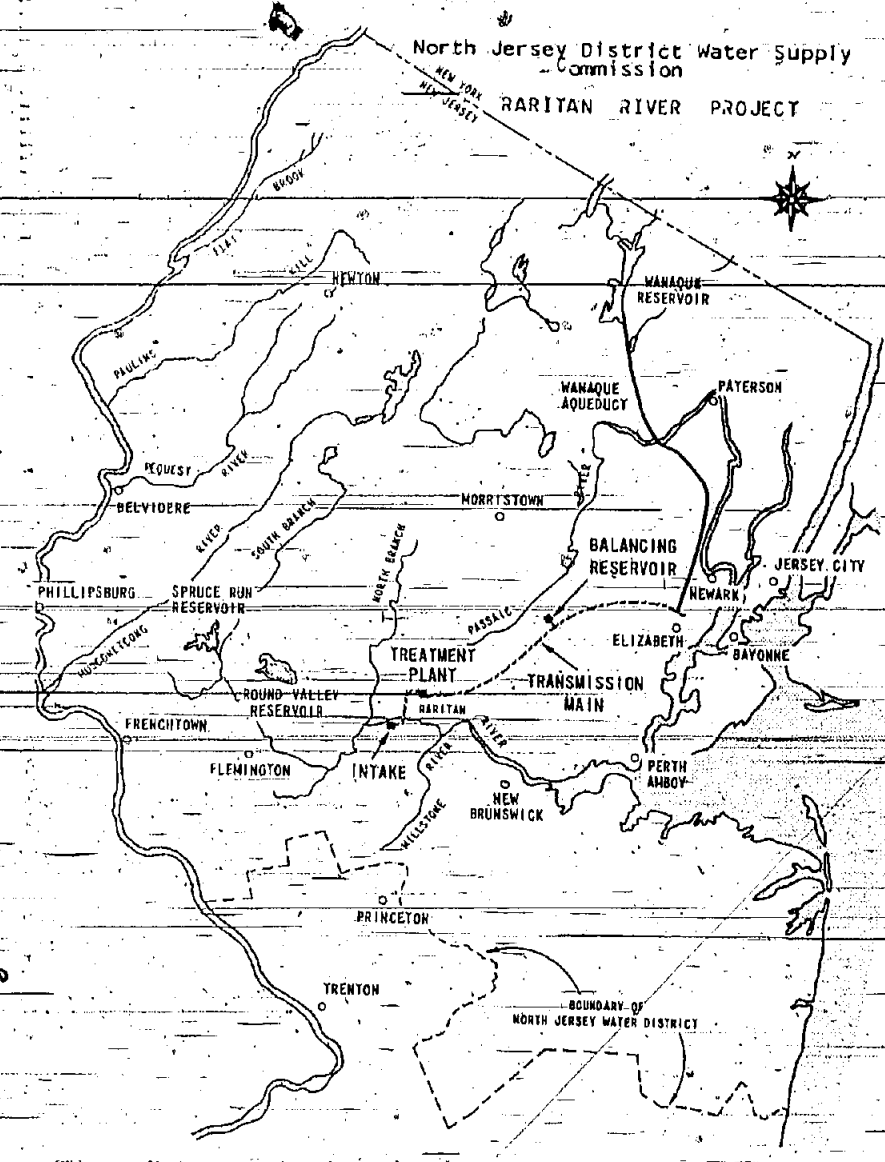 North Jersey District Water Supply
Commission
RARITAN RIVER PROJECT
NEW YORK
NEW JERSEY
N
BROOK
FLAT
KILL
NEWTON
WANAQUE
RESERVOIR
PAULINS
WANAQUE
AQUEDUCT
PATERSON
PEQUEST
RIVER
BELVIDERE
MORRISTOWN
RIVER
RIVER
SOUTH BRANCH
NORTH BRANCH
BALANCING
RESERVOIR
JERSEY CITY
PHILLIPSBURG
SPRUCE RUN
RESERVOIR
NEWARK
PASSAIC
ELIZABETH
BAYONNE
MUSCONETCONG
TREATMENT
PLANT
TRANSMISSION
MAIN
ROUND VALLEY
RESERVOIR
RARITAN
RIVER
FRENCHTOWN
FLEMINGTON
INTAKE
RIVER
PERTH
AMBOY
NEW
BRUNSWICK
MILLSTONE
PRINCETON
TRENTON
BOUNDARY OF
NORTH JERSEY WATER DISTRICT